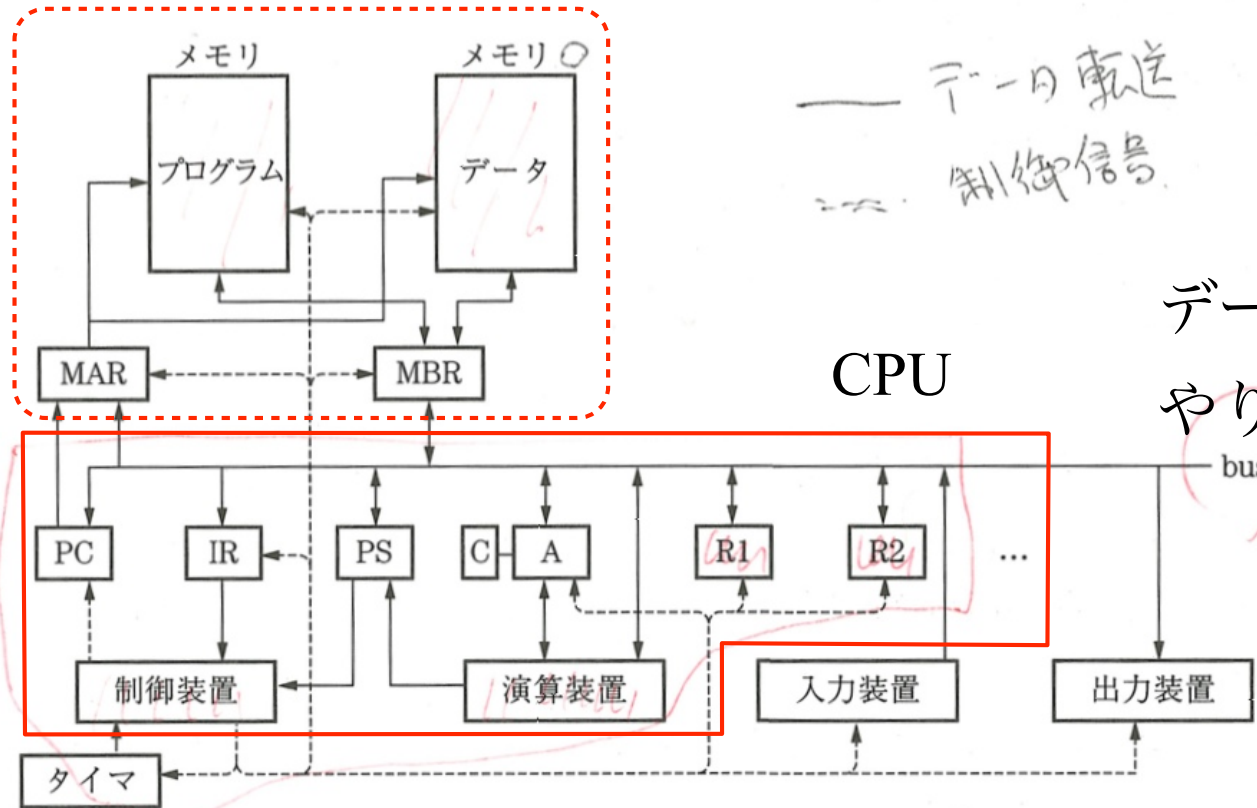 メモリ
メモリ
データ転送
制御信号
プログラム
データ
デー
MAR
MBR
CPU
やり
bus
PC
IR
PS
C
A
R1
R2
...
制御装置
演算装置
入力装置
出力装置
タイマ